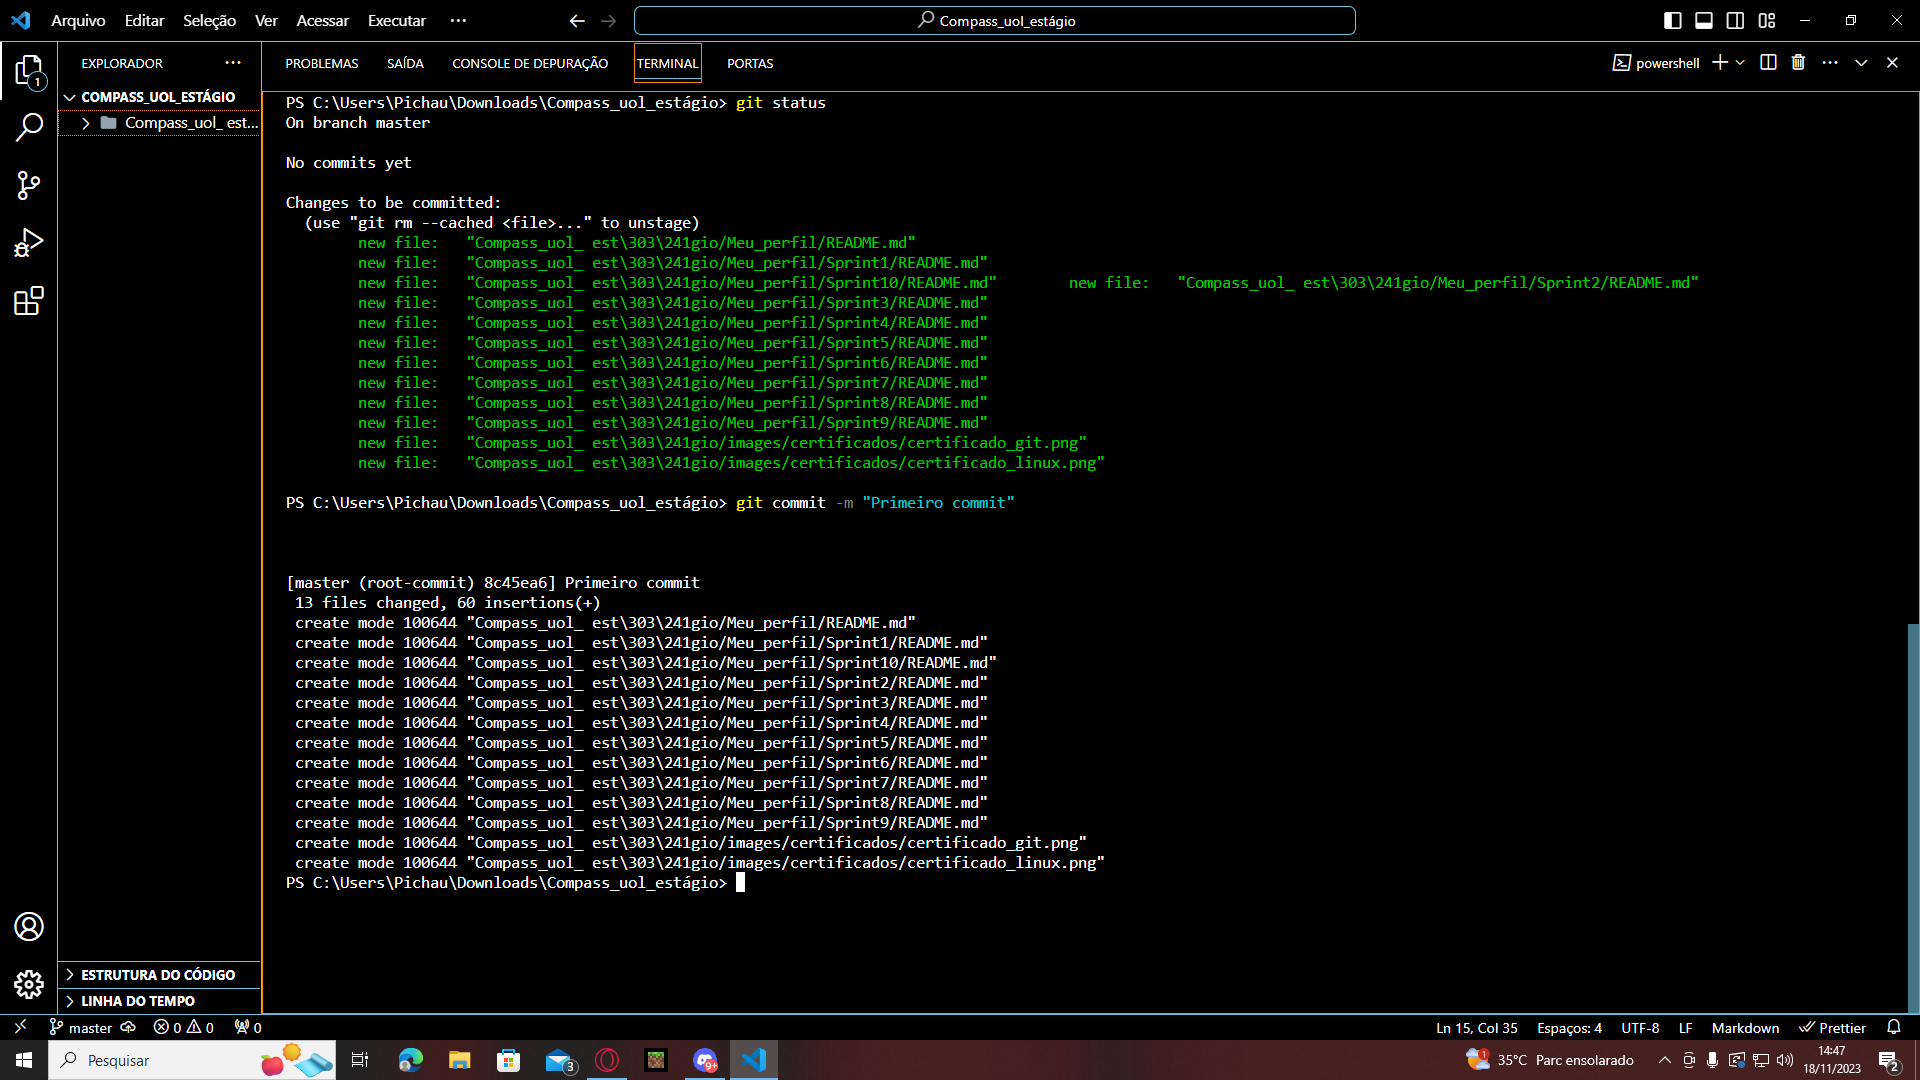 Arquivo Editar Seleção Ver Acessar Executar ··· Compass_uol_estágio
1
EXPLORADOR ···
COMPASS_UOL_ESTÁGIO
Compass_uol_ est...
PROBLEMAS SAÍDA CONSOLE DE DEPURAÇÃO TERMINAL PORTAS powershell
PS C:\Users\Pichau\Downloads\Compass_uol_estágio> git status
On branch master
No commits yet
Changes to be committed:
(use "git rm --cached <file>..." to unstage)
new file: "Compass_uol_ est\303\241gio/Meu_perfil/README.md"
new file: "Compass_uol_ est\303\241gio/Meu_perfil/Sprint1/README.md"
new file: "Compass_uol_ est\303\241gio/Meu_perfil/Sprint10/README.md" new file: "Compass_uol_ est\303\241gio/Meu_perfil/Sprint2/README.md"
new file: "Compass_uol_ est\303\241gio/Meu_perfil/Sprint3/README.md"
new file: "Compass_uol_ est\303\241gio/Meu_perfil/Sprint4/README.md"
new file: "Compass_uol_ est\303\241gio/Meu_perfil/Sprint5/README.md"
new file: "Compass_uol_ est\303\241gio/Meu_perfil/Sprint6/README.md"
new file: "Compass_uol_ est\303\241gio/Meu_perfil/Sprint7/README.md"
new file: "Compass_uol_ est\303\241gio/Meu_perfil/Sprint8/README.md"
new file: "Compass_uol_ est\303\241gio/Meu_perfil/Sprint9/README.md"
new file: "Compass_uol_ est\303\241gio/images/certificados/certificado_git.png"
new file: "Compass_uol_ est\303\241gio/images/certificados/certificado_linux.png"
PS C:\Users\Pichau\Downloads\Compass_uol_estágio> git commit -m "Primeiro commit"
[master (root-commit) 8c45ea6] Primeiro commit
13 files changed, 60 insertions(+)
create mode 100644 "Compass_uol_ est\303\241gio/Meu_perfil/README.md"
create mode 100644 "Compass_uol_ est\303\241gio/Meu_perfil/Sprint1/README.md"
create mode 100644 "Compass_uol_ est\303\241gio/Meu_perfil/Sprint10/README.md"
create mode 100644 "Compass_uol_ est\303\241gio/Meu_perfil/Sprint2/README.md"
create mode 100644 "Compass_uol_ est\303\241gio/Meu_perfil/Sprint3/README.md"
create mode 100644 "Compass_uol_ est\303\241gio/Meu_perfil/Sprint4/README.md"
create mode 100644 "Compass_uol_ est\303\241gio/Meu_perfil/Sprint5/README.md"
create mode 100644 "Compass_uol_ est\303\241gio/Meu_perfil/Sprint6/README.md"
create mode 100644 "Compass_uol_ est\303\241gio/Meu_perfil/Sprint7/README.md"
create mode 100644 "Compass_uol_ est\303\241gio/Meu_perfil/Sprint8/README.md"
create mode 100644 "Compass_uol_ est\303\241gio/Meu_perfil/Sprint9/README.md"
create mode 100644 "Compass_uol_ est\303\241gio/images/certificados/certificado_git.png"
create mode 100644 "Compass_uol_ est\303\241gio/images/certificados/certificado_linux.png"
PS C:\Users\Pichau\Downloads\Compass_uol_estágio>
ESTRUTURA DO CÓDIGO
LINHA DO TEMPO
master 0 0 0 Ln 15, Col 35 Espaços: 4 UTF-8 LF Markdown Prettier
Pesquisar 3 9+ 1 35°C Parc ensolarado 14:47
18/11/2023 2